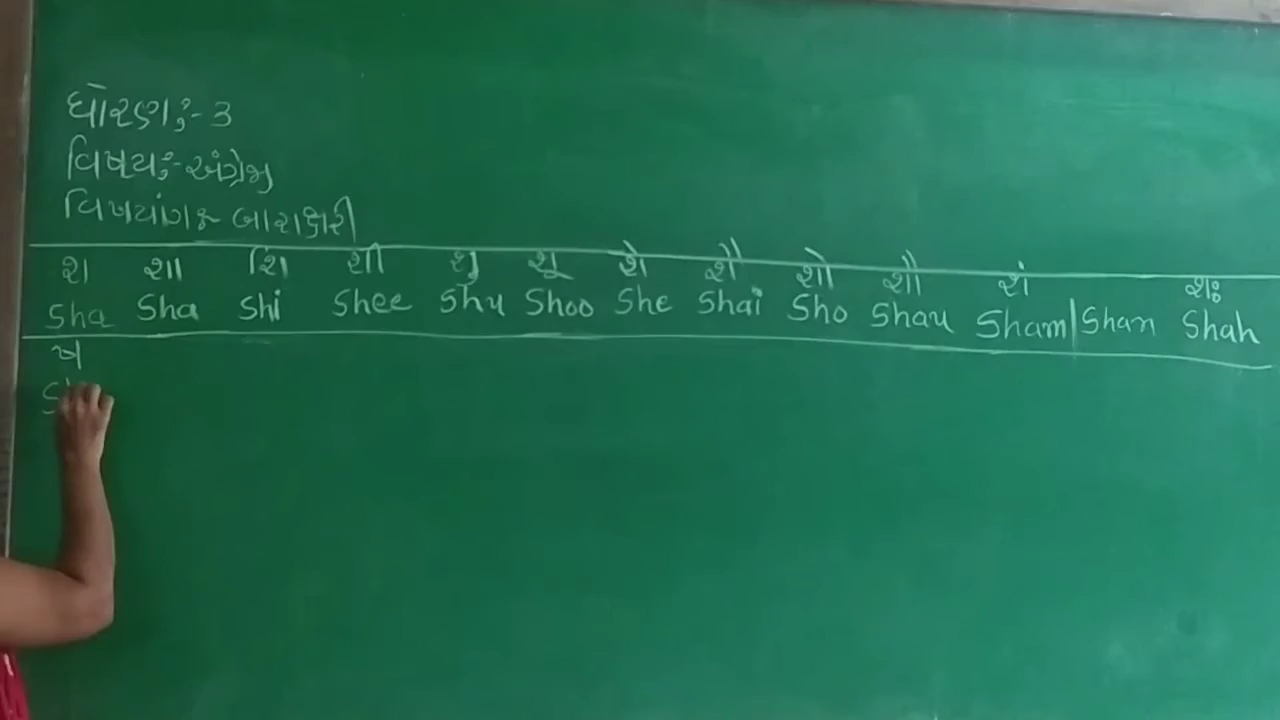 ધોરણ:-3
વિષય:-અંગ્રેજી
વિષયાંગ: બારાક્ષરી
શ શા શિ શી શુ શૂ શે શૈ શો શૌ શં શઃ
Sha Sha Shi Shee Shu Shoo She Shai Sho Shau Sham|Shan Shah
ષ